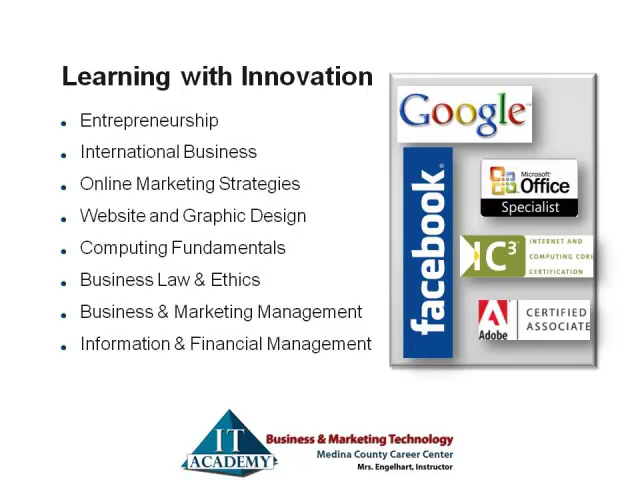 Learning with Innovation
Entrepreneurship
International Business
Online Marketing Strategies
Website and Graphic Design
Computing Fundamentals
Business Law & Ethics
Business & Marketing Management
Information & Financial Management
Google™
facebook®
Microsoft®
Office
Specialist
IC³
INTERNET AND
COMPUTING CORE
CERTIFICATION
Adobe
CERTIFIED
ASSOCIATE
IT
ACADEMY
Business & Marketing Technology
Medina County Career Center
Mrs. Engelhart, Instructor